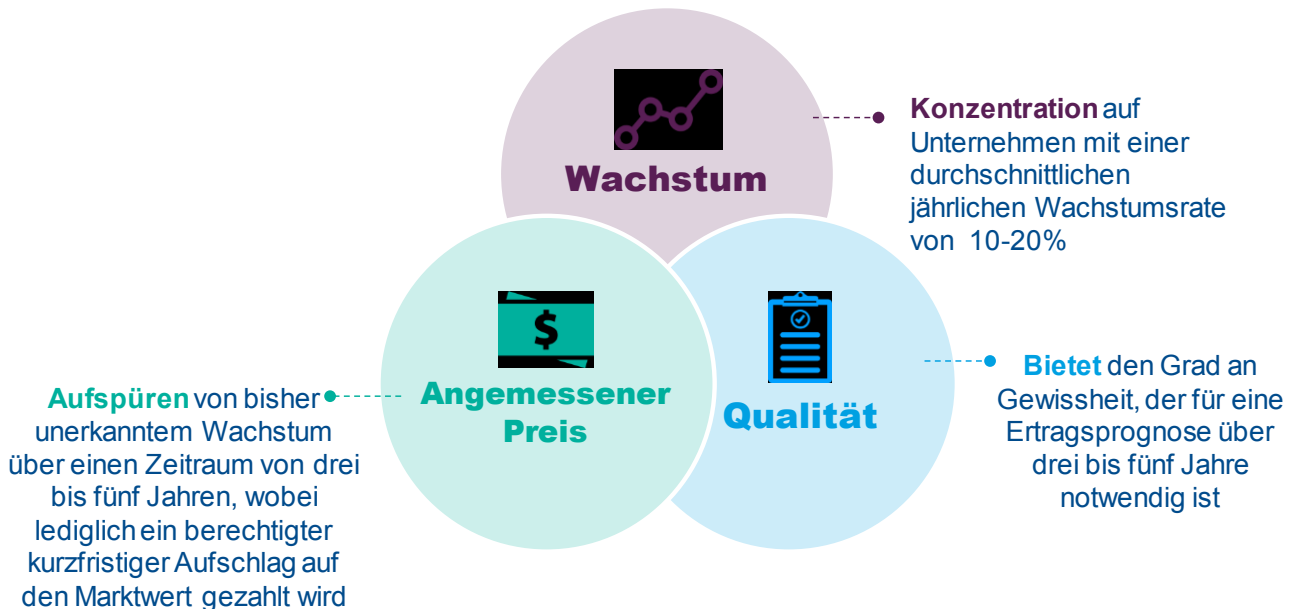 Wachstum
Konzentration auf
Unternehmen mit einer
durchschnittlichen
jährlichen Wachstumsrate
von 10-20%
$
Angemessener
Preis
Aufspüren von bisher
unerkanntem Wachstum
über einen Zeitraum von drei
bis fünf Jahren, wobei
lediglich ein berechtigter
kurzfristiger Aufschlag auf
den Marktwert gezahlt wird
Qualität
Bietet den Grad an
Gewissheit, der für eine
Ertragsprognose über
drei bis fünf Jahre
notwendig ist